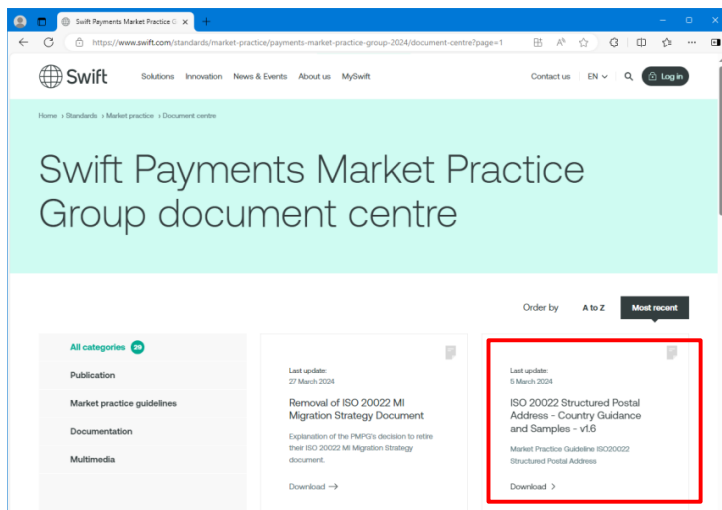 Swift Payments Market Practice G
https://www.swift.com/standards/market-practice/payments-market-practice-group-2024/document-centre?page=1
Swift
Solutions Innovation News & Events About us MySwift
Contact us EN Log in
Home › Standards › Market practice › Document centre
Swift Payments Market Practice
Group document centre
Order by A to Z Most recent
All categories 29
Publication
Market practice guidelines
Documentation
Multimedia
Last update:
27 March 2024
Removal of ISO 20022 MI
Migration Strategy Document
Explanation of the PMPG's decision to retire
their ISO 20022 MI Migration Strategy
document.
Download →
Last update:
5 March 2024
ISO 20022 Structured Postal
Address - Country Guidance
and Samples - v1.6
Market Practice Guideline ISO20022
Structured Postal Address
Download >